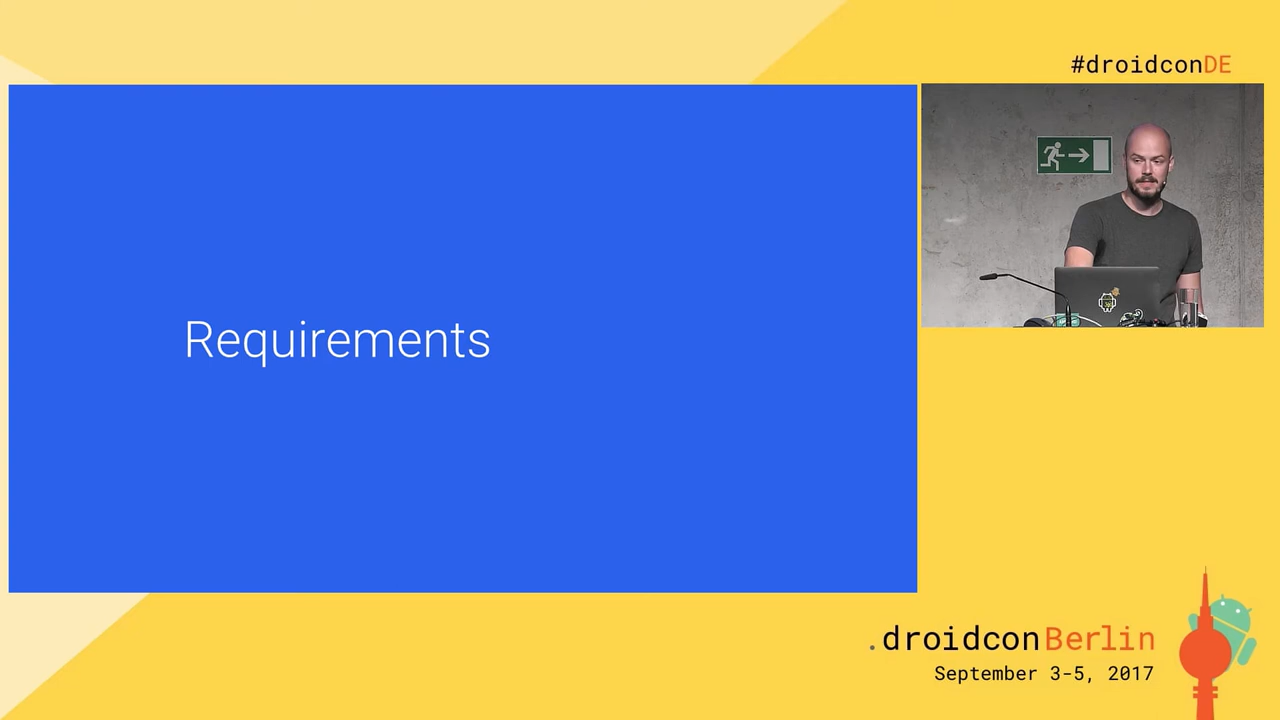 #droidconDE
Requirements
.droidconBerlin
September 3-5, 2017